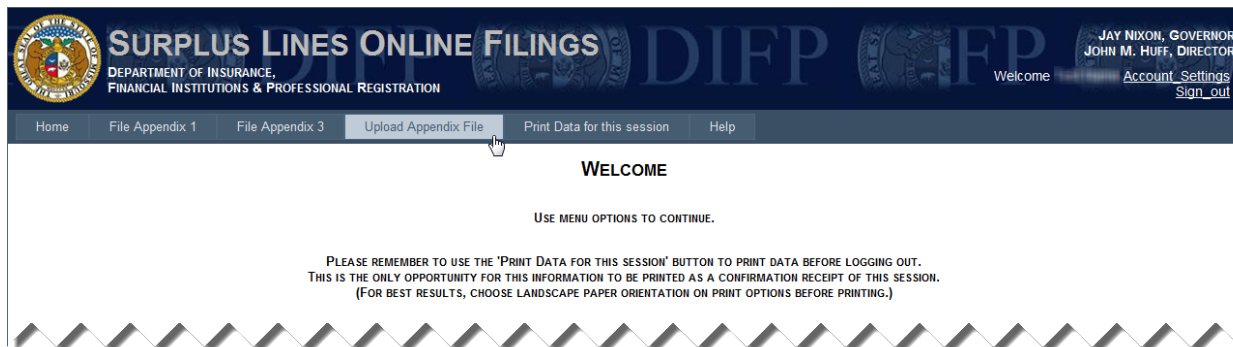 SURPLUS LINES ONLINE FILINGS
DEPARTMENT OF INSURANCE,
FINANCIAL INSTITUTIONS & PROFESSIONAL REGISTRATION
DIFP
FP
JAY NIXON, GOVERNOR
JOHN M. HUFF, DIRECTOR
Welcome Account_Settings
Sign_out
Home File Appendix 1 File Appendix 3 Upload Appendix File Print Data for this session Help
WELCOME
USE MENU OPTIONS TO CONTINUE.
PLEASE REMEMBER TO USE THE 'PRINT DATA FOR THIS SESSION' BUTTON TO PRINT DATA BEFORE LOGGING OUT.
THIS IS THE ONLY OPPORTUNITY FOR THIS INFORMATION TO BE PRINTED AS A CONFIRMATION RECEIPT OF THIS SESSION.
(FOR BEST RESULTS, CHOOSE LANDSCAPE PAPER ORIENTATION ON PRINT OPTIONS BEFORE PRINTING.)